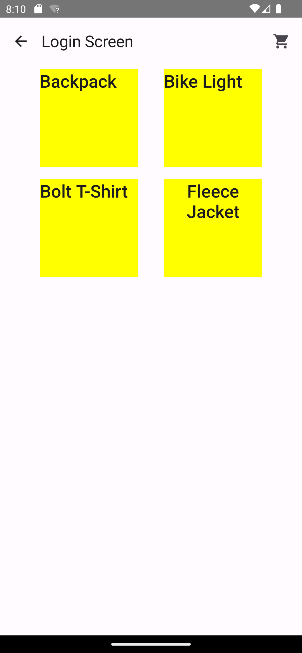 8:10
Login Screen
Backpack
Bike Light
Bolt T-Shirt
Fleece
Jacket